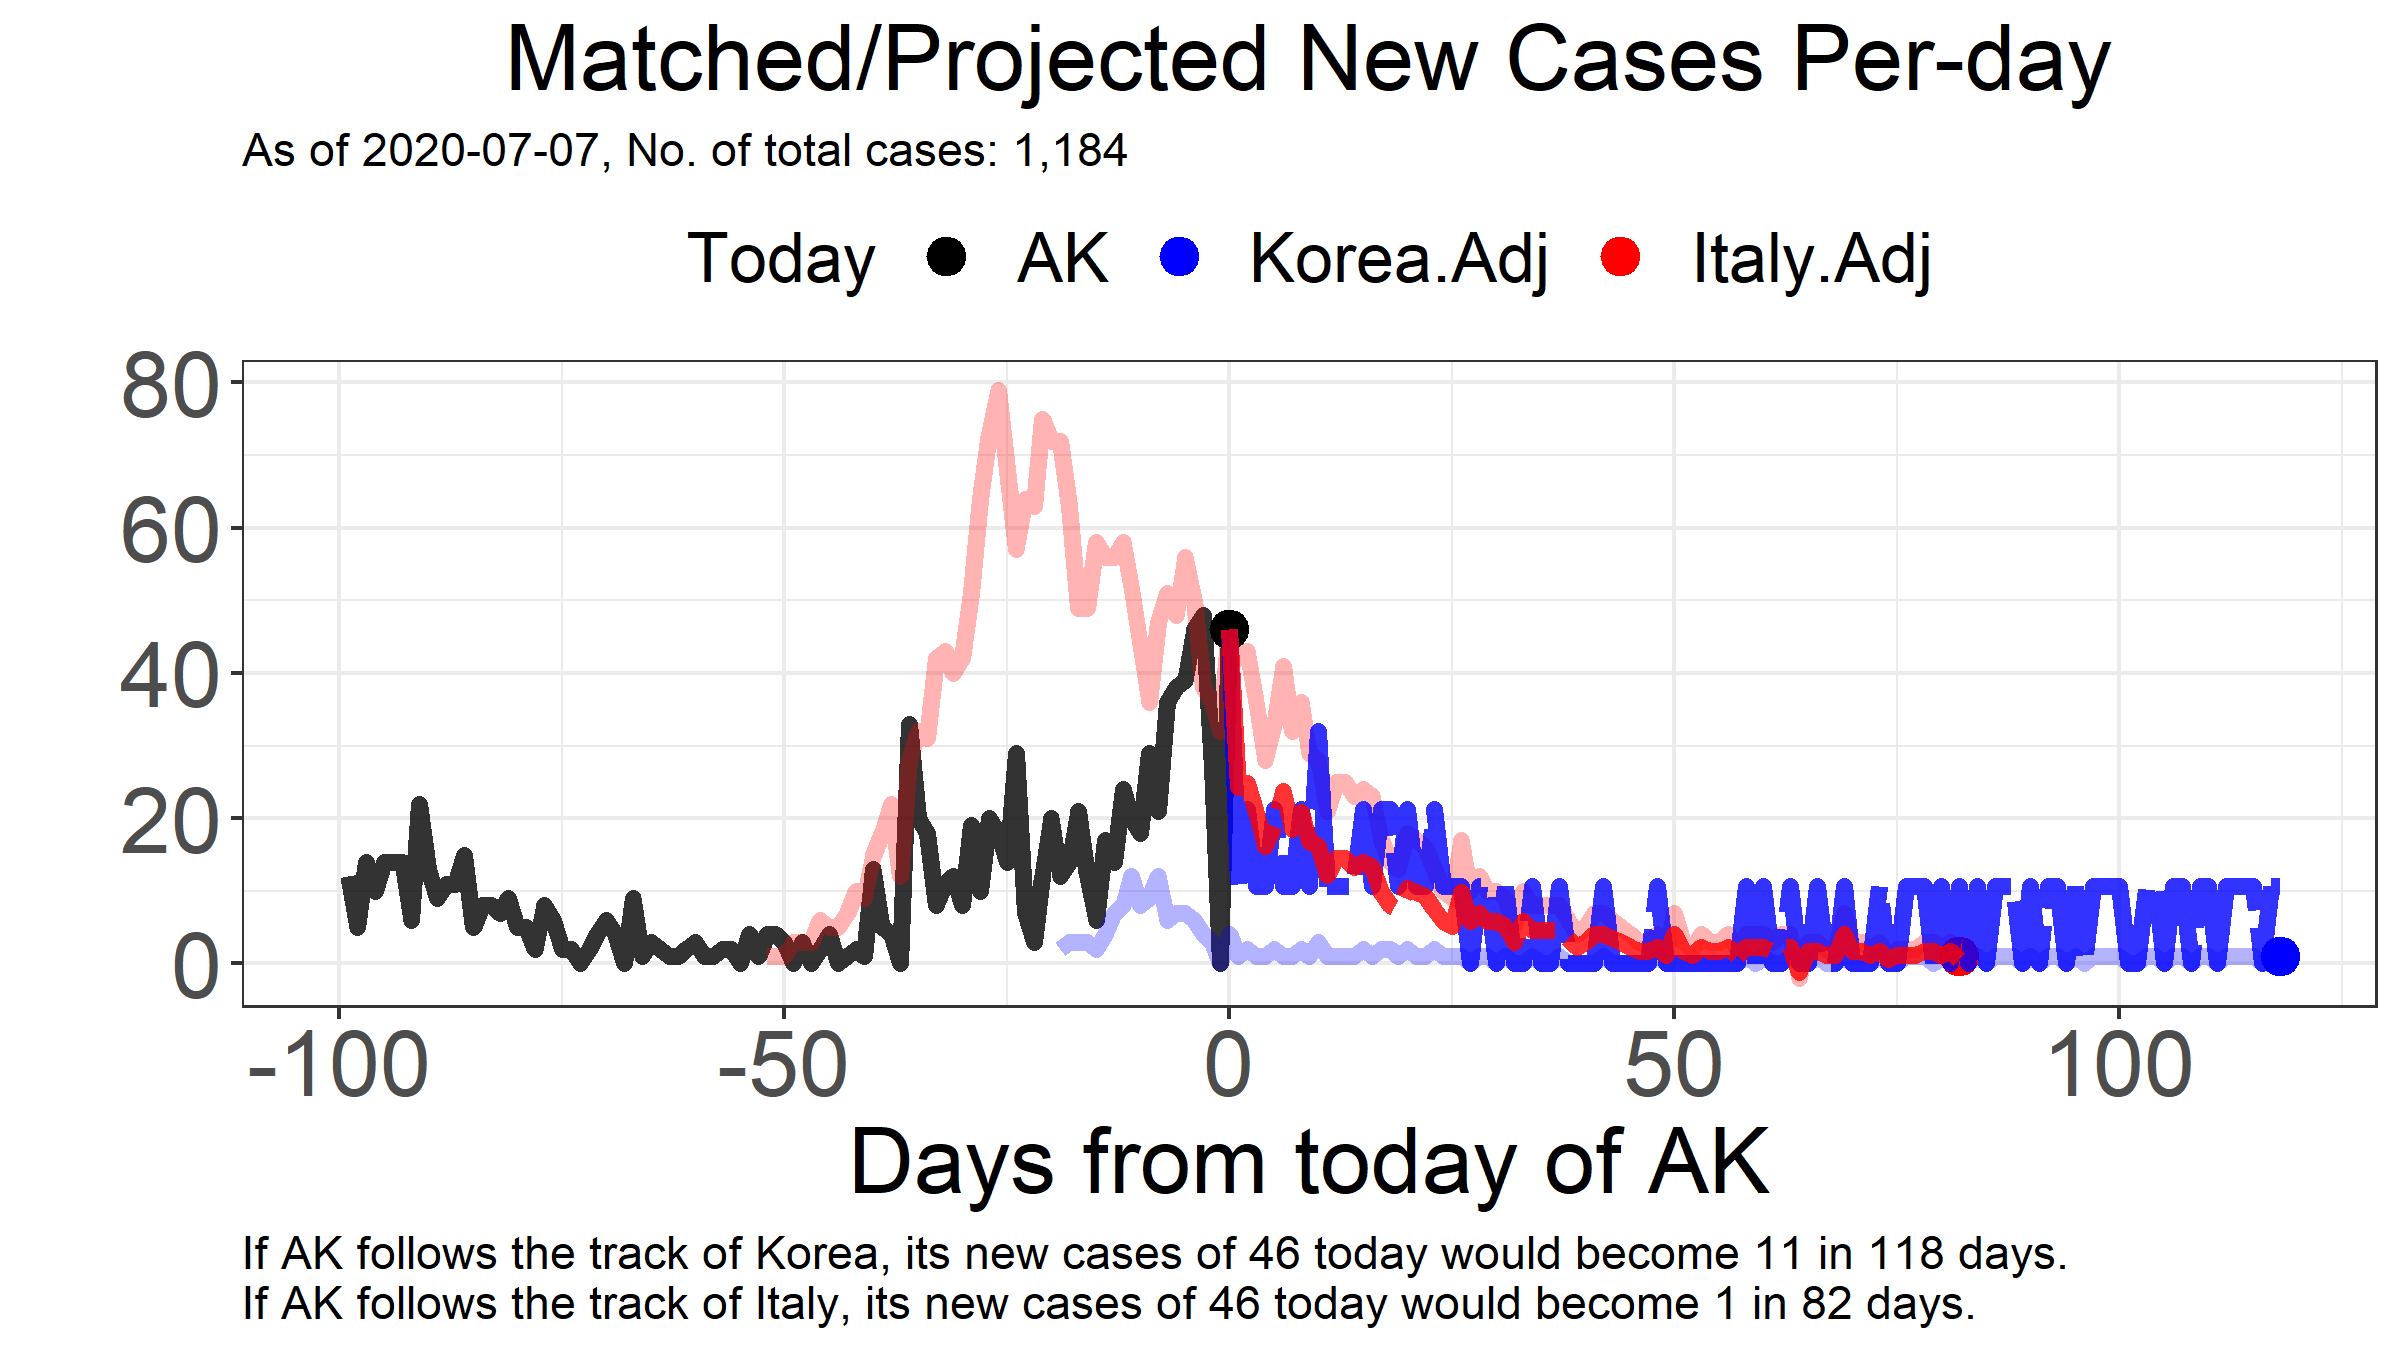 Matched/Projected New Cases Per-day
As of 2020-07-07, No. of total cases: 1,184
Today AK Korea.Adj Italy.Adj
80
60
40
20
0
-100 -50 0 50 100
Days from today of AK
If AK follows the track of Korea, its new cases of 46 today would become 11 in 118 days.
If AK follows the track of Italy, its new cases of 46 today would become 1 in 82 days.